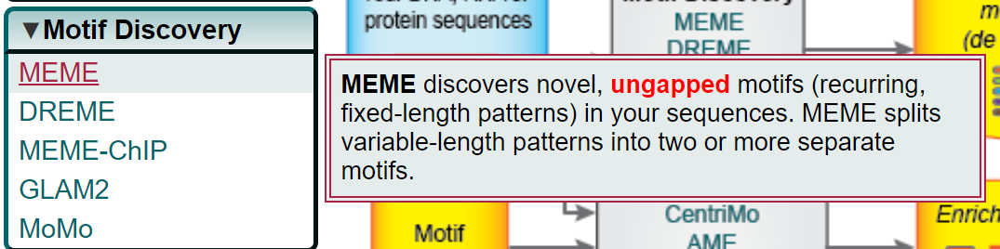 ▼Motif Discovery
MEME
DREME
MEME-ChIP
GLAM2
MoMo
protein sequences
MEME
DREME
(de
MEME discovers novel, ungapped motifs (recurring,
fixed-length patterns) in your sequences. MEME splits
variable-length patterns into two or more separate
motifs.
Motif
CentriMo
AME
Enrich